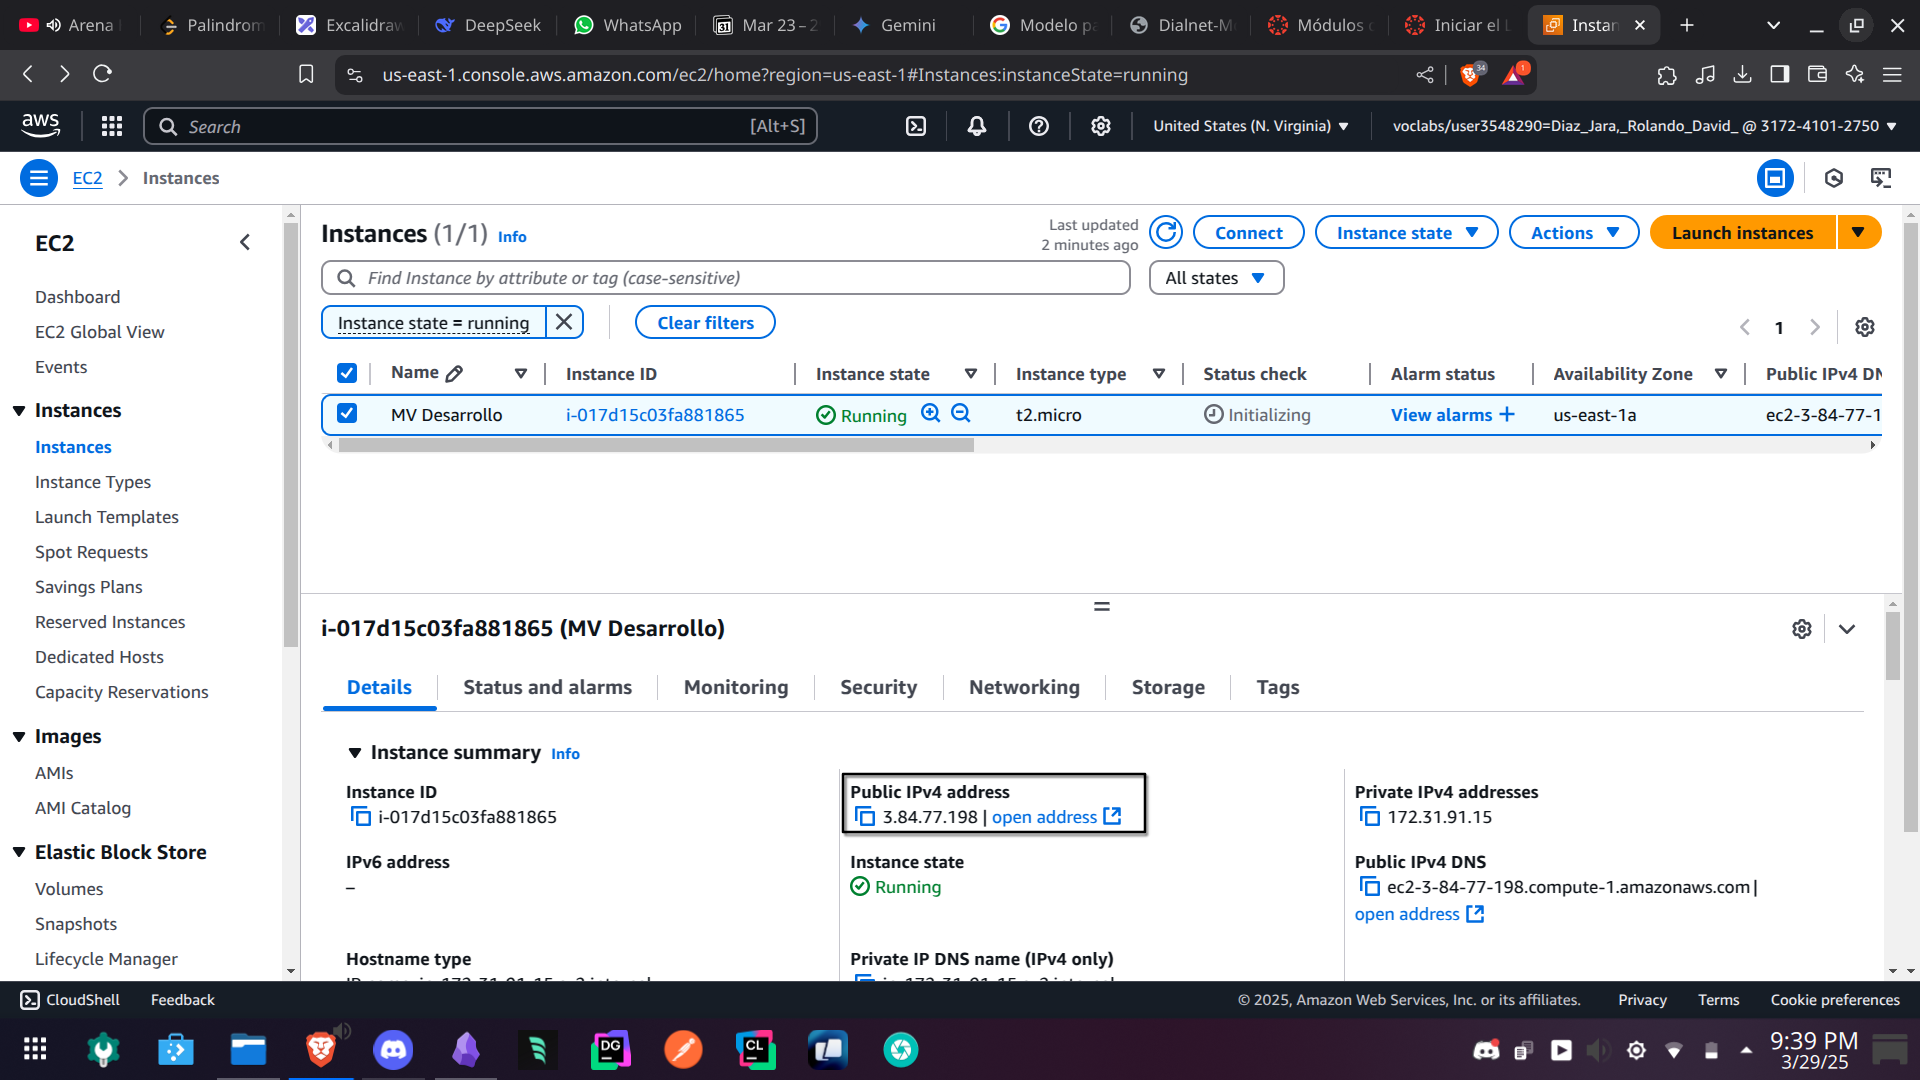 Arena
Palindrom
Excalidraw
DeepSeek
WhatsApp
Mar 23 – 2
Gemini
Modelo pa
Dialnet-M
Módulos
Iniciar el L
Instan
us-east-1.console.aws.amazon.com/ec2/home?region=us-east-1#Instances:instanceState=running
34
1
aws
Search
[Alt+S]
United States (N. Virginia)
voclabs/user3548290=Diaz_Jara,_Rolando_David_ @ 3172-4101-2750
EC2
Instances
EC2
Dashboard
EC2 Global View
Events
Instances
Instances
Instance Types
Launch Templates
Spot Requests
Savings Plans
Reserved Instances
Dedicated Hosts
Capacity Reservations
Images
AMIs
AMI Catalog
Elastic Block Store
Volumes
Snapshots
Lifecycle Manager
Instances (1/1) Info
Last updated
2 minutes ago
Connect
Instance state
Actions
Launch instances
Find Instance by attribute or tag (case-sensitive)
All states
Instance state = running
Clear filters
1
Name
Instance ID
Instance state
Instance type
Status check
Alarm status
Availability Zone
Public IPv4 DN
MV Desarrollo
i-017d15c03fa881865
Running
t2.micro
Initializing
View alarms +
us-east-1a
ec2-3-84-77-1
i-017d15c03fa881865 (MV Desarrollo)
Details
Status and alarms
Monitoring
Security
Networking
Storage
Tags
Instance summary Info
Instance ID
i-017d15c03fa881865
Public IPv4 address
3.84.77.198 | open address
Private IPv4 addresses
172.31.91.15
IPv6 address
–
Instance state
Running
Public IPv4 DNS
ec2-3-84-77-198.compute-1.amazonaws.com |
open address
Hostname type
Private IP DNS name (IPv4 only)
CloudShell
Feedback
© 2025, Amazon Web Services, Inc. or its affiliates.
Privacy
Terms
Cookie preferences
DG
CL
9:39 PM
3/29/25